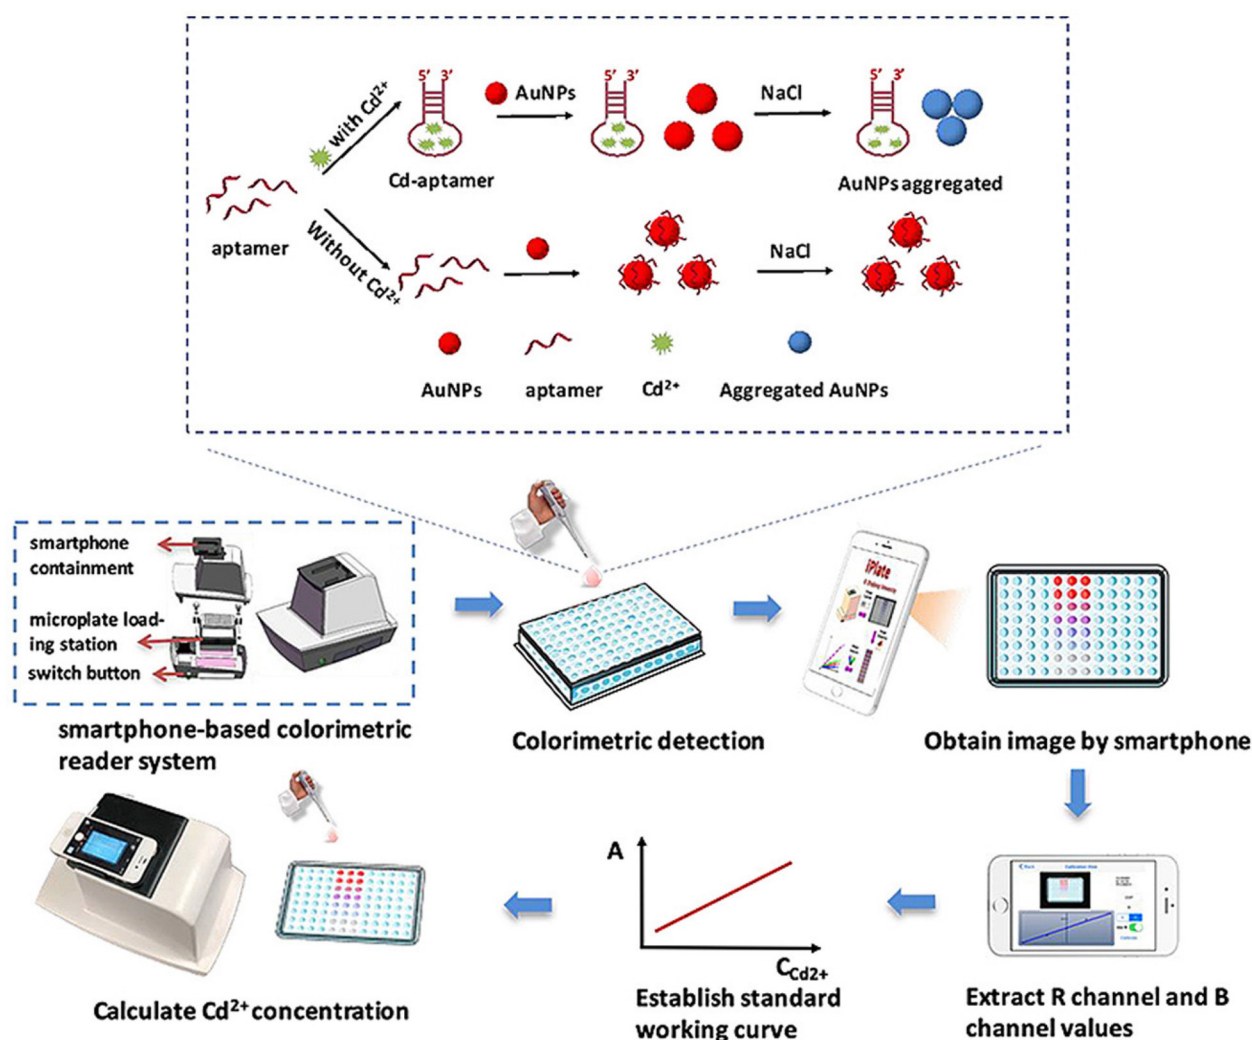 5' 3'
with Cd²⁺
AuNPs
5' 3'
NaCl
5' 3'
Cd-aptamer
AuNPs aggregated
aptamer
Without Cd²⁺
NaCl
AuNPs
aptamer
Cd²⁺
Aggregated AuNPs
smartphone
containment
microplate load-
ing station
switch button
smartphone-based colorimetric
reader system
Colorimetric detection
iPlate
Obtain image by smartphone
A
C_Cd2+
Calculate Cd²⁺ concentration
Establish standard
working curve
Extract R channel and B
channel values